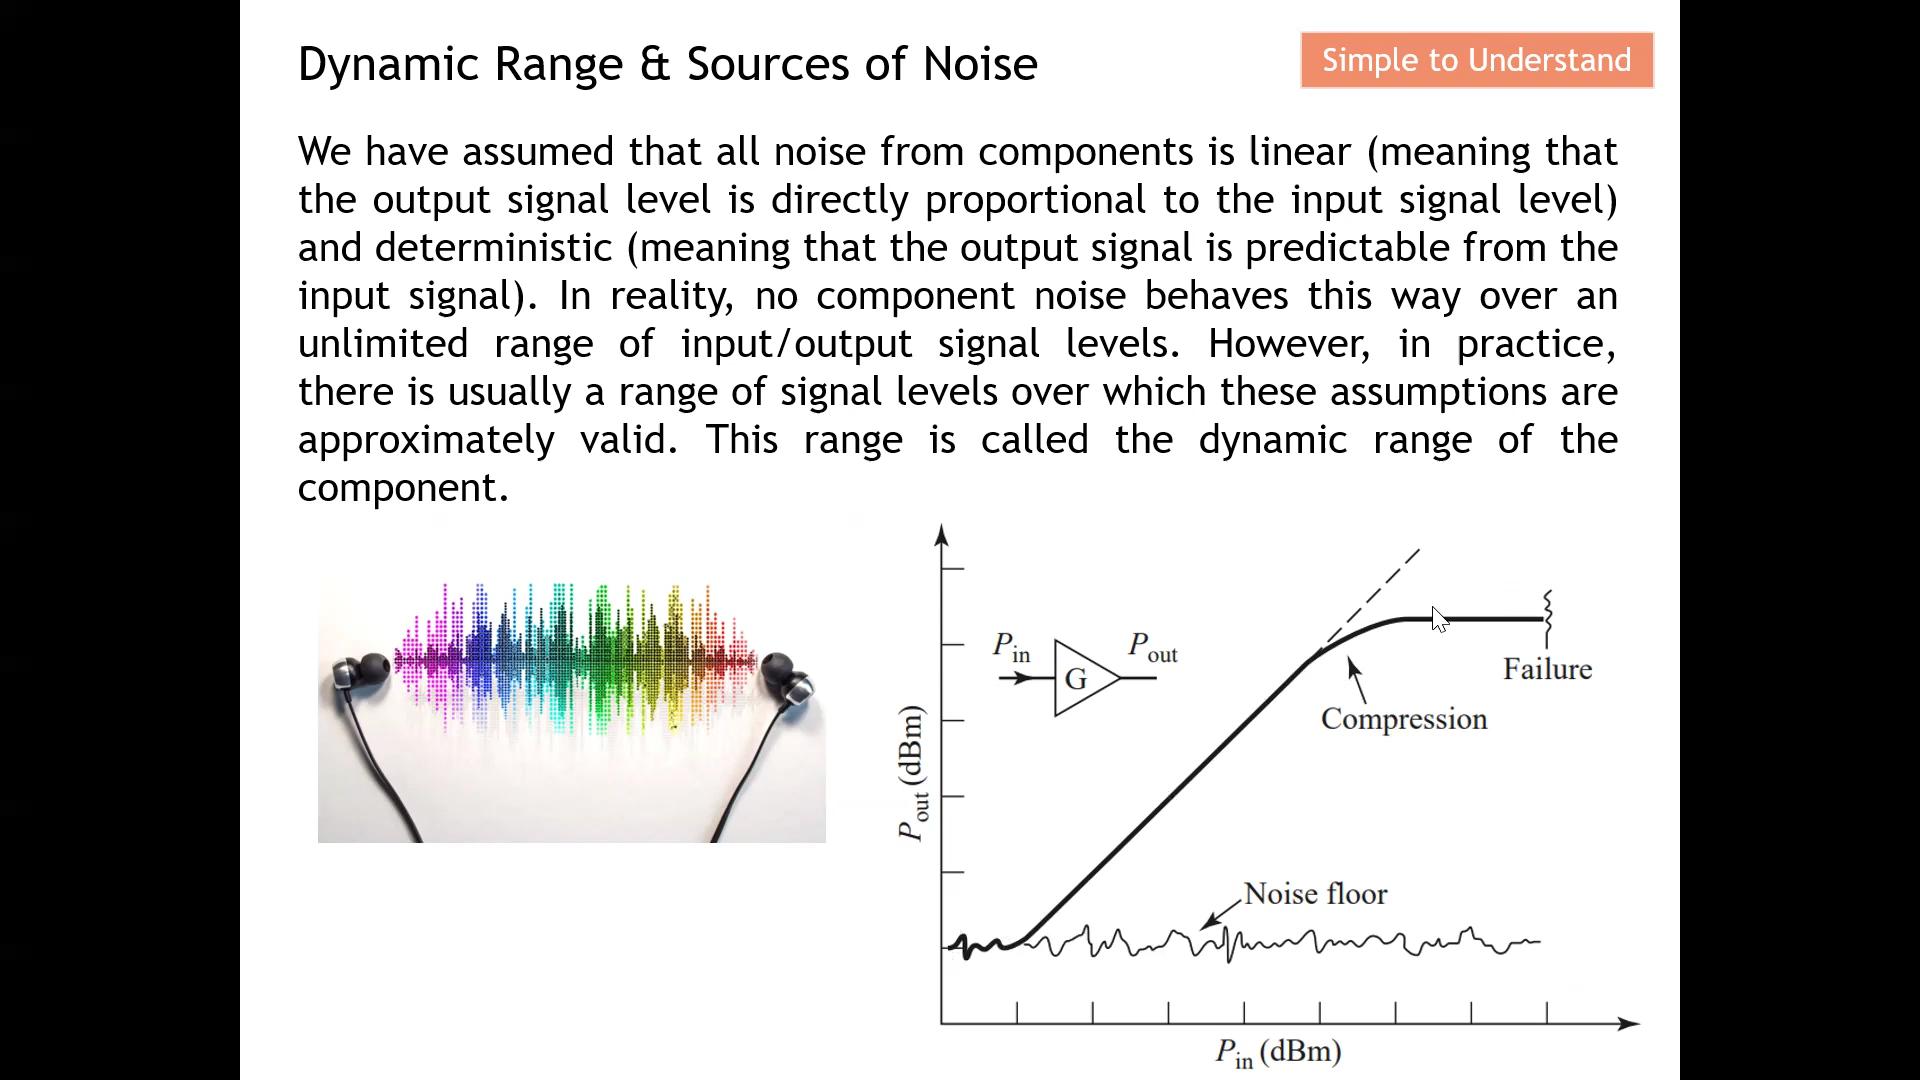 Dynamic Range & Sources of Noise
Simple to Understand
We have assumed that all noise from components is linear (meaning that
the output signal level is directly proportional to the input signal level)
and deterministic (meaning that the output signal is predictable from the
input signal). In reality, no component noise behaves this way over an
unlimited range of input/output signal levels. However, in practice,
there is usually a range of signal levels over which these assumptions are
approximately valid. This range is called the dynamic range of the
component.
Pin
Pout
G
Failure
Compression
Pout (dBm)
Noise floor
Pin (dBm)